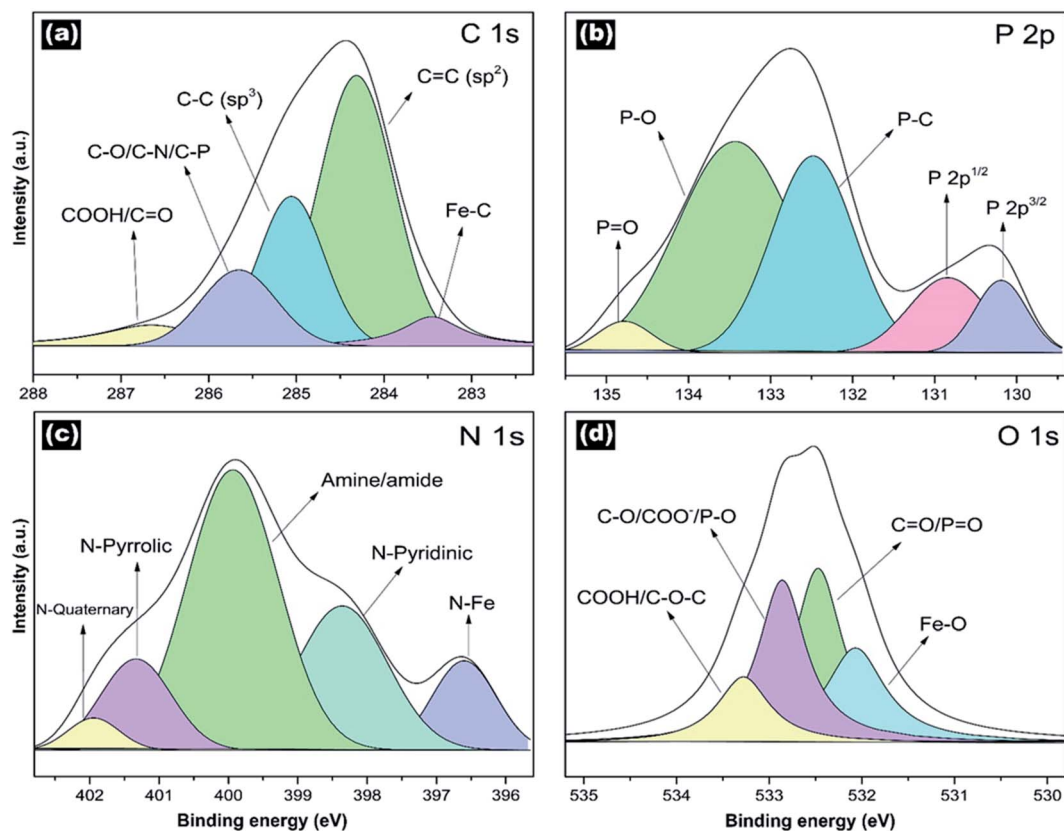 (a)
C 1s
C=C (sp²)
C-C (sp³)
C-O/C-N/C-P
COOH/C=O
Fe-C
Intensity (a.u.)
288 287 286 285 284 283
(b)
P 2p
P-O
P-C
P 2p¹/²
P 2p³/²
P=O
135 134 133 132 131 130
(c)
N 1s
Amine/amide
N-Pyrrolic
N-Pyridinic
N-Quaternary
N-Fe
Intensity (a.u.)
402 401 400 399 398 397 396
Binding energy (eV)
(d)
O 1s
C-O/COO⁻/P-O
C=O/P=O
COOH/C-O-C
Fe-O
535 534 533 532 531 530
Binding energy (eV)